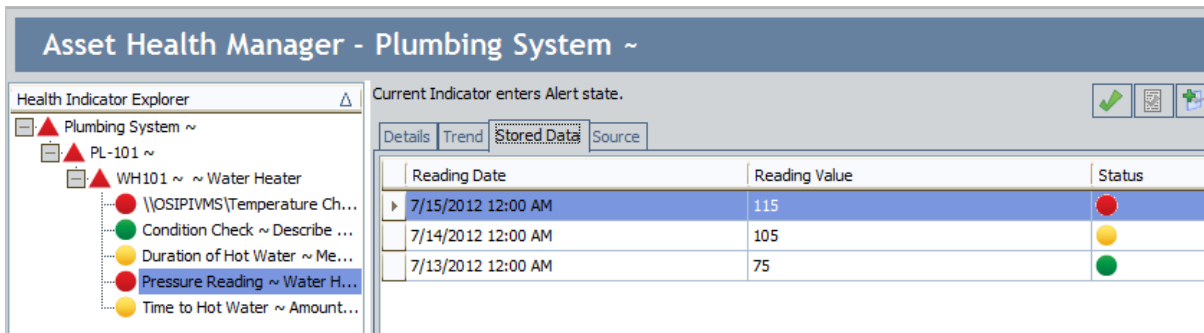 Asset Health Manager - Plumbing System ~
Health Indicator Explorer
Plumbing System ~
PL-101 ~
WH101 ~ ~ Water Heater
\\OSIPIVMS\Temperature Ch...
Condition Check ~ Describe ...
Duration of Hot Water ~ Me...
Pressure Reading ~ Water H...
Time to Hot Water ~ Amount...
Current Indicator enters Alert state.
Details Trend Stored Data Source
Reading Date Reading Value Status
7/15/2012 12:00 AM 115
7/14/2012 12:00 AM 105
7/13/2012 12:00 AM 75